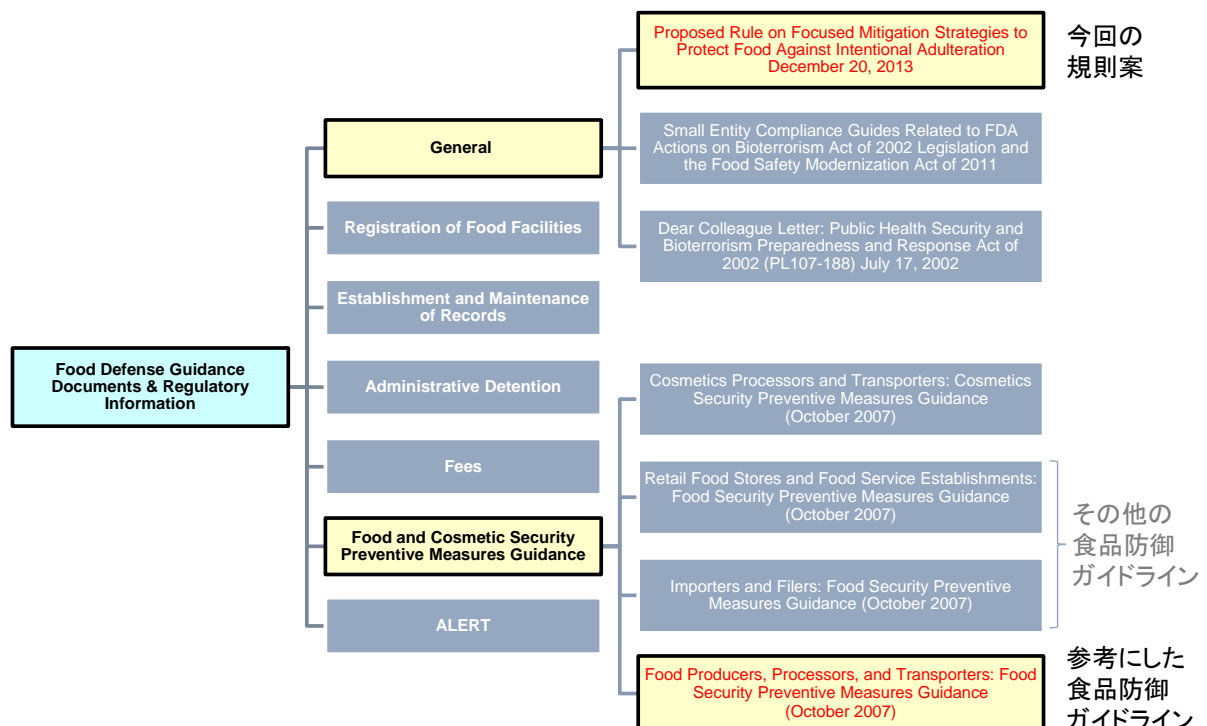 Proposed Rule on Focused Mitigation Strategies to
Protect Food Against Intentional Adulteration
December 20, 2013
今回の
規則案
General
Small Entity Compliance Guides Related to FDA
Actions on Bioterrorism Act of 2002 Legislation and
the Food Safety Modernization Act of 2011
Registration of Food Facilities
Dear Colleague Letter: Public Health Security and
Bioterrorism Preparedness and Response Act of
2002 (PL107-188) July 17, 2002
Establishment and Maintenance
of Records
Food Defense Guidance
Documents & Regulatory
Information
Administrative Detention
Cosmetics Processors and Transporters: Cosmetics
Security Preventive Measures Guidance
(October 2007)
Fees
Retail Food Stores and Food Service Establishments:
Food Security Preventive Measures Guidance
(October 2007)
その他の
食品防御
ガイドライン
Food and Cosmetic Security
Preventive Measures Guidance
Importers and Filers: Food Security Preventive
Measures Guidance (October 2007)
ALERT
Food Producers, Processors, and Transporters: Food
Security Preventive Measures Guidance
(October 2007)
参考にした
食品防御
ガイドライン